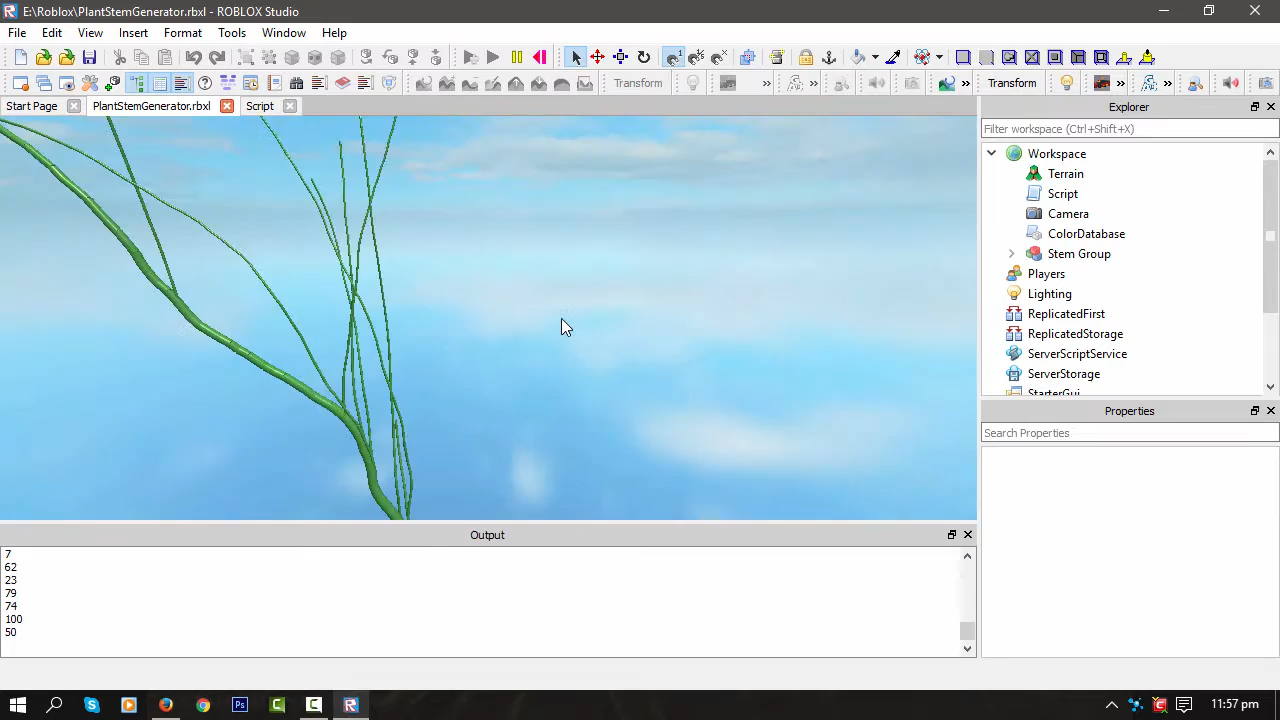 E:\Roblox\PlantStemGenerator.rbxl - ROBLOX Studio
File Edit View Insert Format Tools Window Help
Transform Transform
Start Page PlantStemGenerator.rbxl Script
Explorer
Filter workspace (Ctrl+Shift+X)
Workspace
Terrain
Script
Camera
ColorDatabase
Stem Group
Players
Lighting
ReplicatedFirst
ReplicatedStorage
ServerScriptService
ServerStorage
StarterGui
Properties
Search Properties
Output
7
62
23
79
74
100
50
11:57 pm